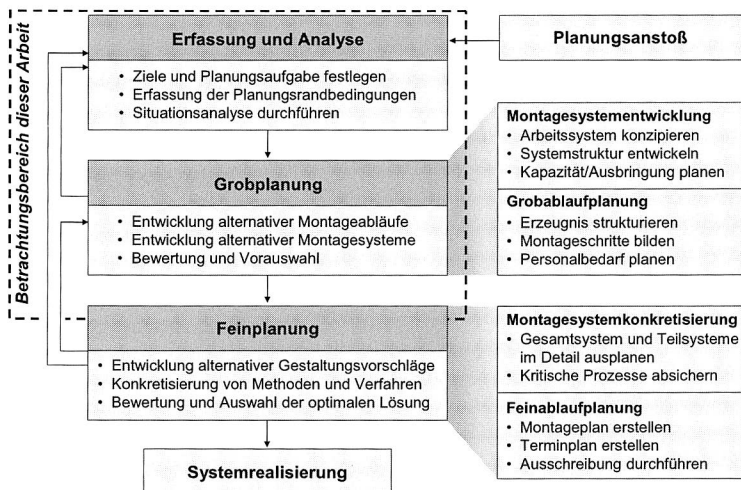 Betrachtungsbereich dieser Arbeit
Erfassung und Analyse
• Ziele und Planungsaufgabe festlegen
• Erfassung der Planungsrandbedingungen
• Situationsanalyse durchführen
Planungsanstoß
Grobplanung
• Entwicklung alternativer Montageabläufe
• Entwicklung alternativer Montagesysteme
• Bewertung und Vorauswahl
Montagesystementwicklung
• Arbeitssystem konzipieren
• Systemstruktur entwickeln
• Kapazität/Ausbringung planen
Grobablaufplanung
• Erzeugnis strukturieren
• Montageschritte bilden
• Personalbedarf planen
Feinplanung
• Entwicklung alternativer Gestaltungsvorschläge
• Konkretisierung von Methoden und Verfahren
• Bewertung und Auswahl der optimalen Lösung
Montagesystemkonkretisierung
• Gesamtsystem und Teilsysteme
im Detail ausplanen
• Kritische Prozesse absichern
Feinablaufplanung
• Montageplan erstellen
• Terminplan erstellen
• Ausschreibung durchführen
Systemrealisierung